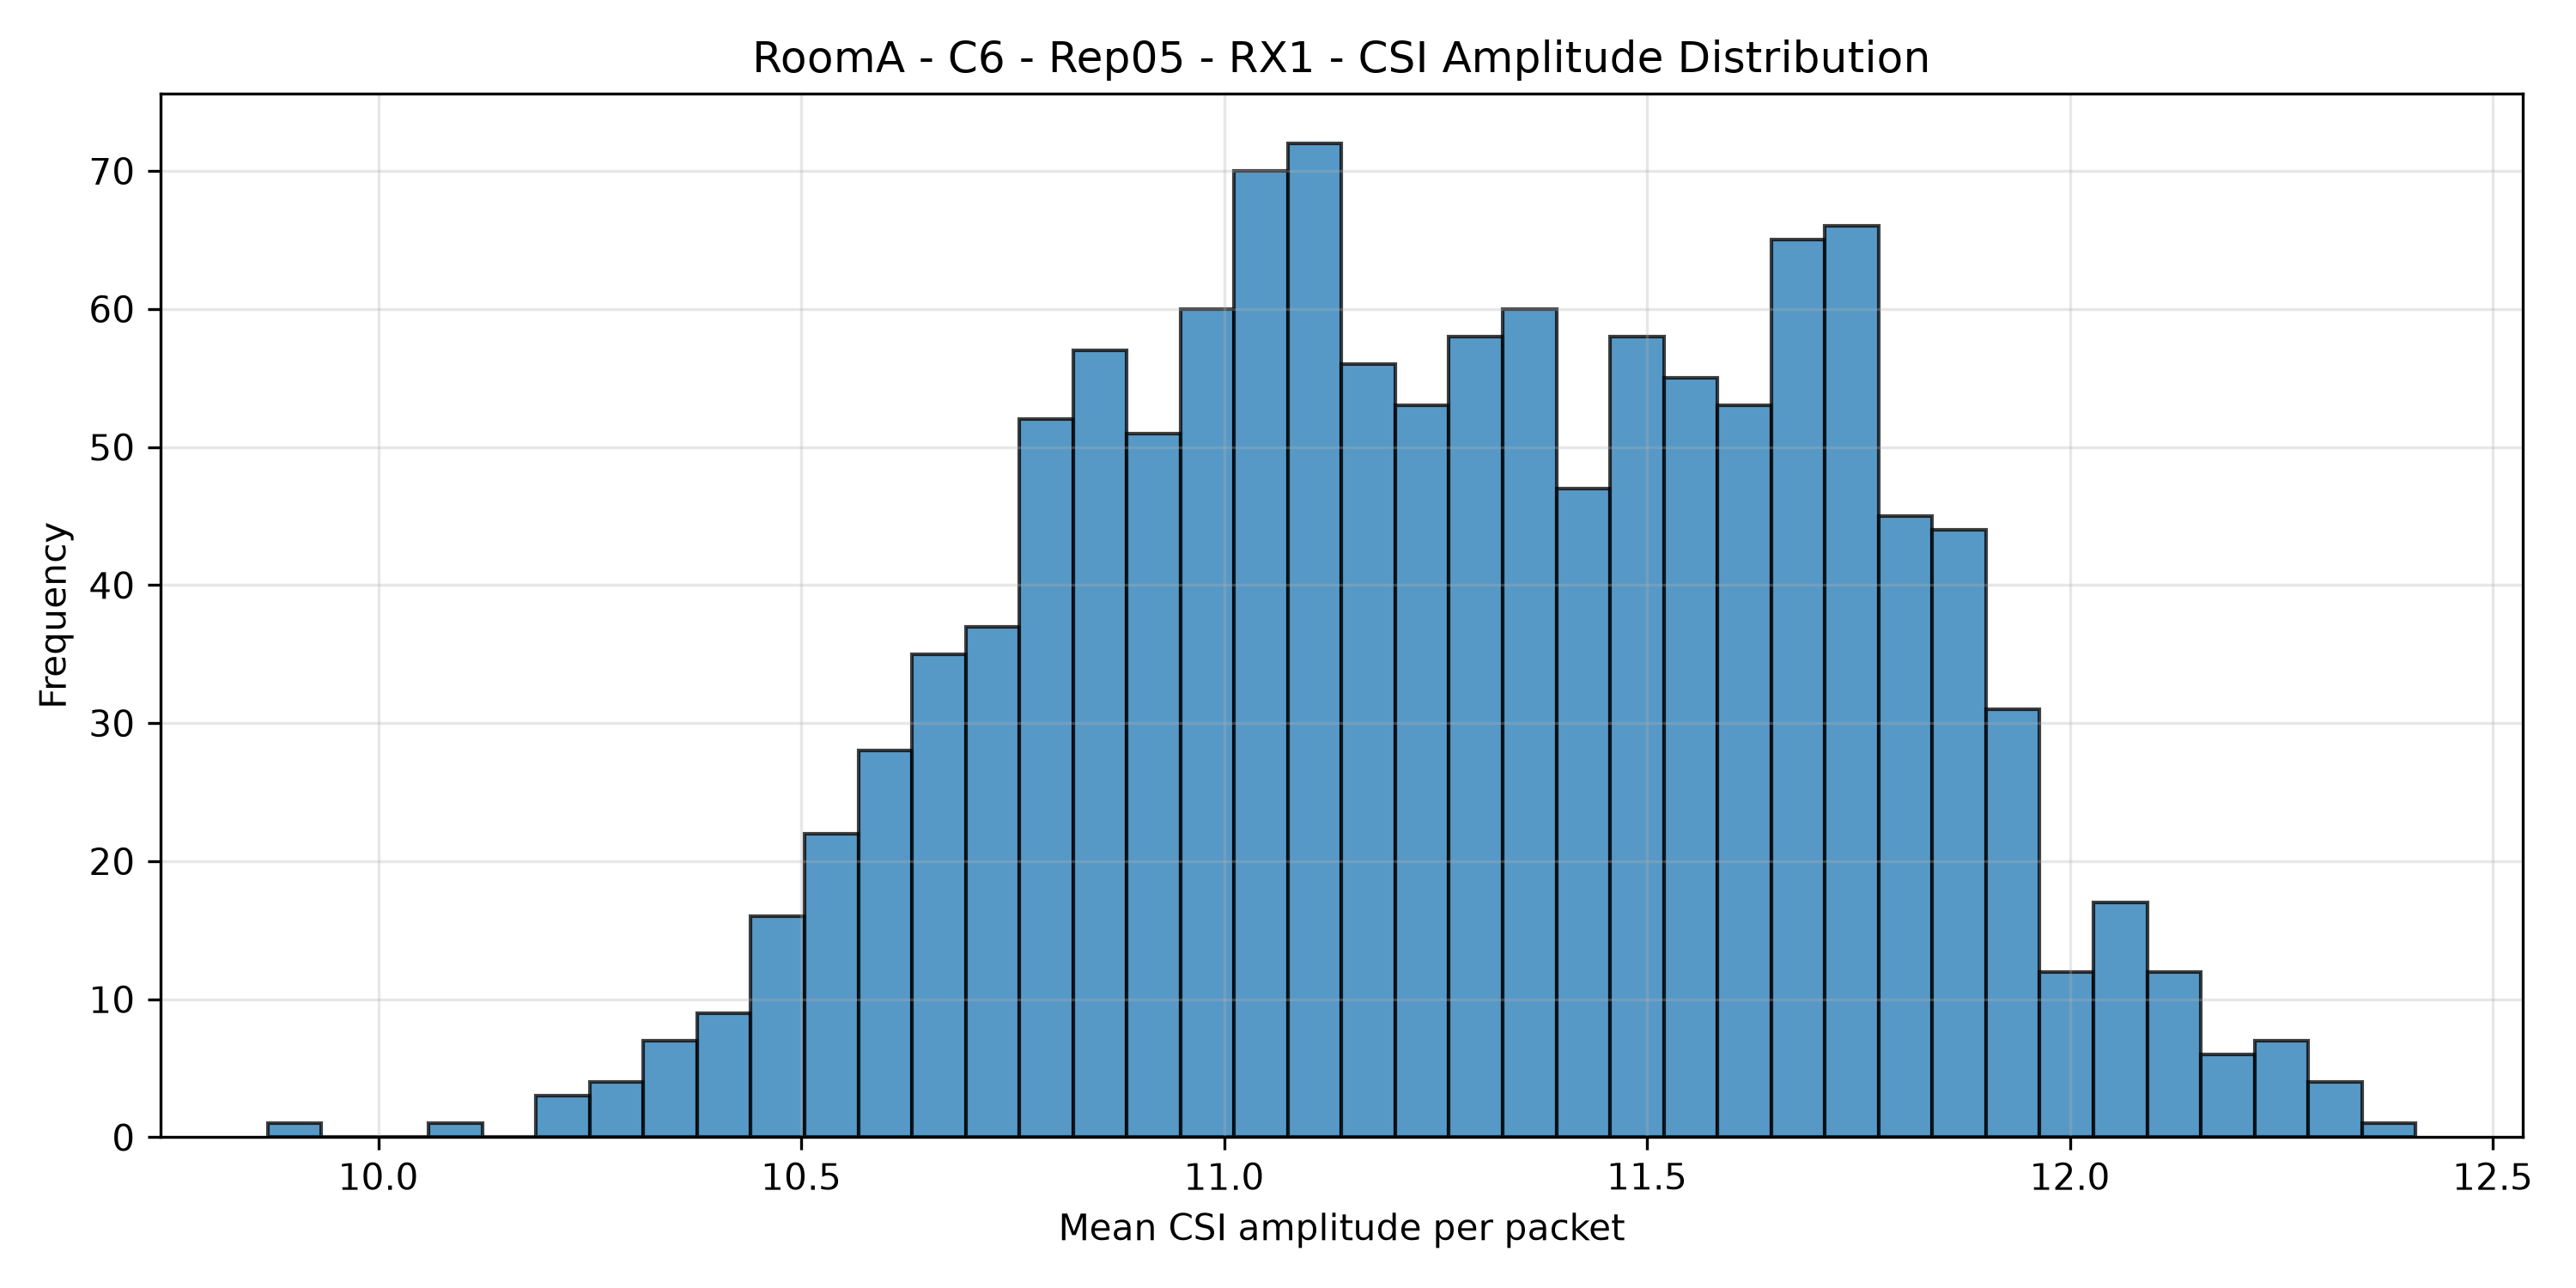 RoomA - C6 - Rep05 - RX1 - CSI Amplitude Distribution
Frequency
70
60
50
40
30
20
10
0
10.0 10.5 11.0 11.5 12.0 12.5
Mean CSI amplitude per packet